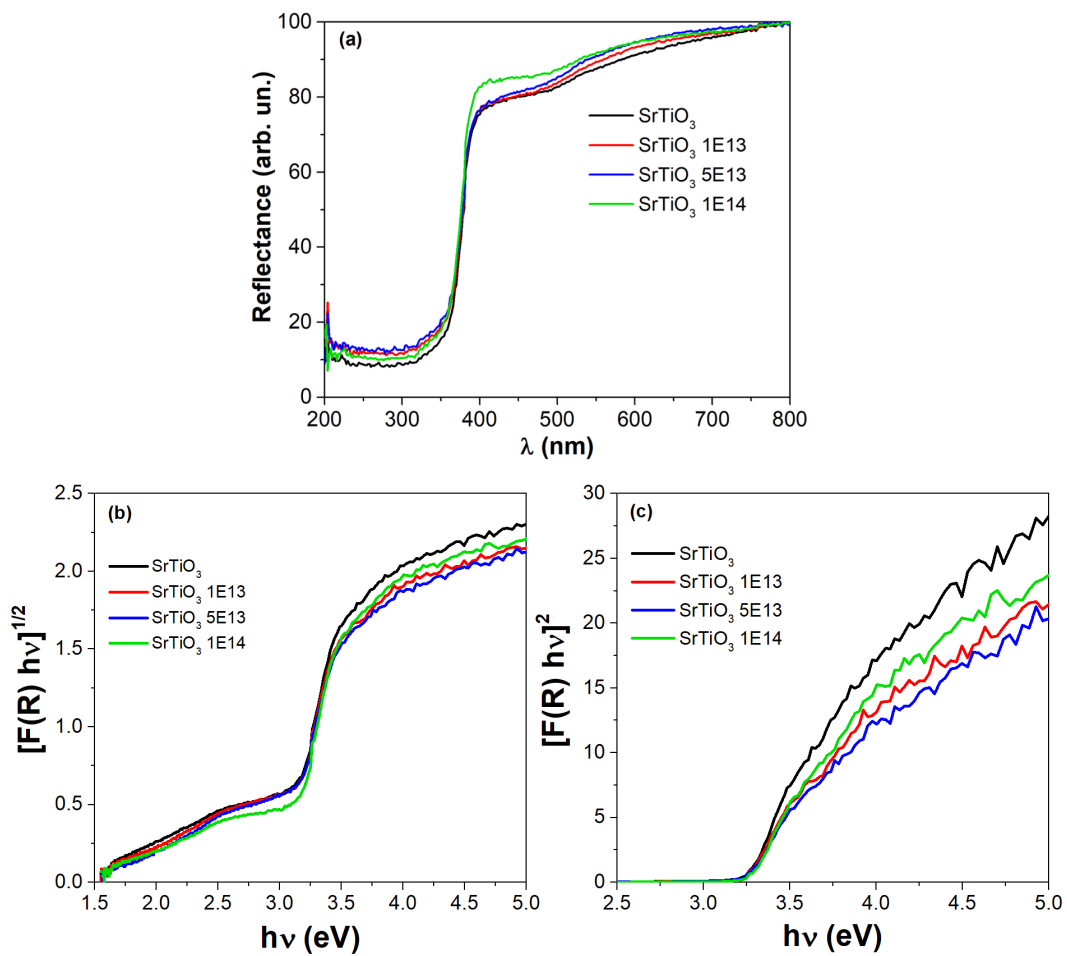 (a)
Reflectance (arb. un.)
100
80
60
40
20
0
SrTiO₃
SrTiO₃ 1E13
SrTiO₃ 5E13
SrTiO₃ 1E14
200 300 400 500 600 700 800
λ (nm)
(b)
[F(R) hν]^1/2
2.5
2.0
1.5
1.0
0.5
0.0
SrTiO₃
SrTiO₃ 1E13
SrTiO₃ 5E13
SrTiO₃ 1E14
1.5 2.0 2.5 3.0 3.5 4.0 4.5 5.0
hν (eV)
(c)
[F(R) hν]²
30
25
20
15
10
5
0
SrTiO₃
SrTiO₃ 1E13
SrTiO₃ 5E13
SrTiO₃ 1E14
2.5 3.0 3.5 4.0 4.5 5.0
hν (eV)